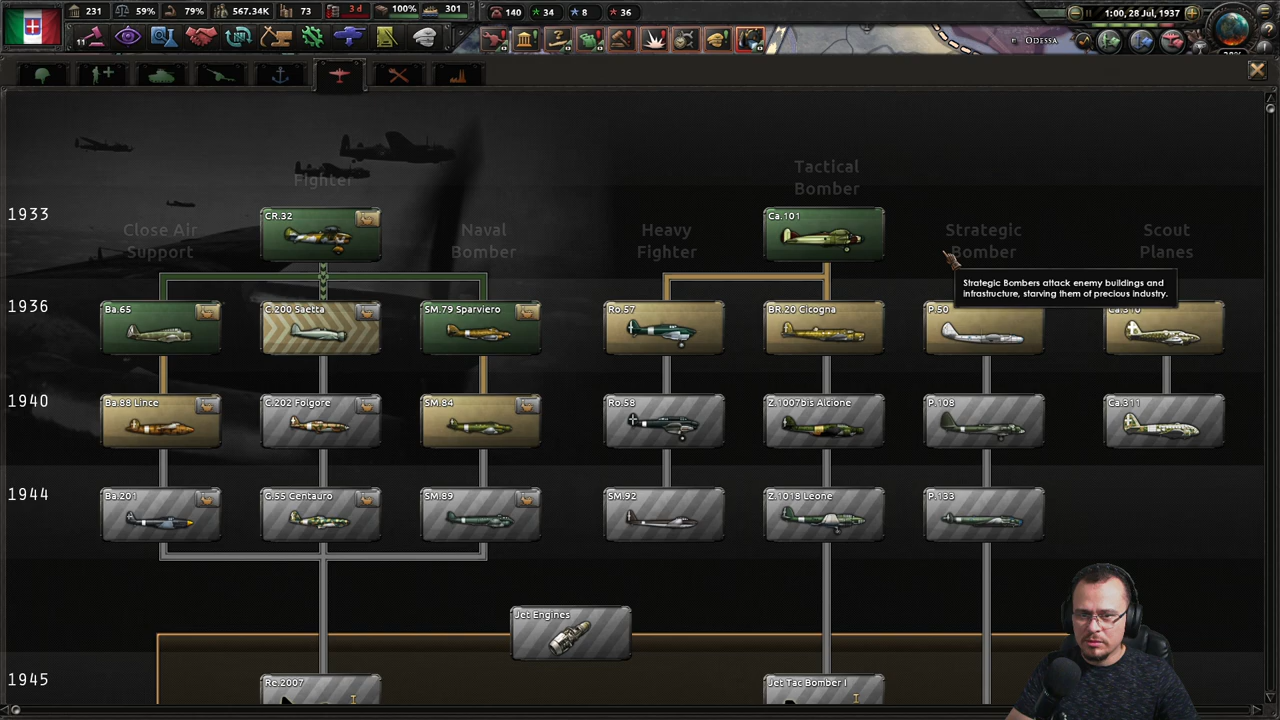 231
59%
79%
567.34K
73
3 d
100%
301
140
34
8
36
1:00, 28 Jul, 1937
11
Odessa
Tactical
Bomber
Fighter
1933
CR.32
Ca.101
Close Air
Support
Naval
Bomber
Heavy
Fighter
Strategic
Bomber
Scout
Planes
Strategic Bombers attack enemy buildings and
infrastructure, starving them of precious industry.
1936
Ba.65
C.200 Saetta
SM.79 Sparviero
Ro.57
BR.20 Cicogna
P.50
1940
Ba.88 Lince
C.202 Folgore
SM.84
Ro.58
Z.1007bis Alcione
P.108
Ca.311
1944
Ba.201
G.55 Centauro
SM.89
SM.92
Z.1018 Leone
P.133
Jet Engines
1945
Re.2007
Jet Tac Bomber I